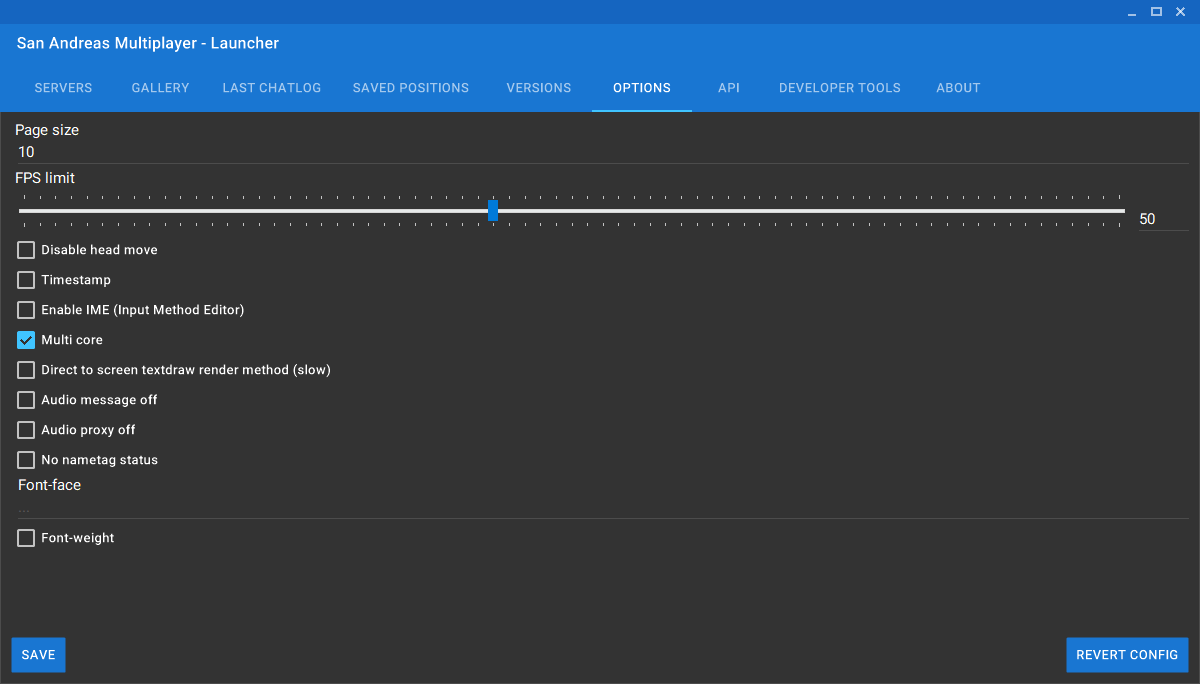 San Andreas Multiplayer - Launcher
SERVERS GALLERY LAST CHATLOG SAVED POSITIONS VERSIONS OPTIONS API DEVELOPER TOOLS ABOUT
Page size
10
FPS limit
50
Disable head move
Timestamp
Enable IME (Input Method Editor)
Multi core
Direct to screen textdraw render method (slow)
Audio message off
Audio proxy off
No nametag status
Font-face
...
Font-weight
SAVE REVERT CONFIG